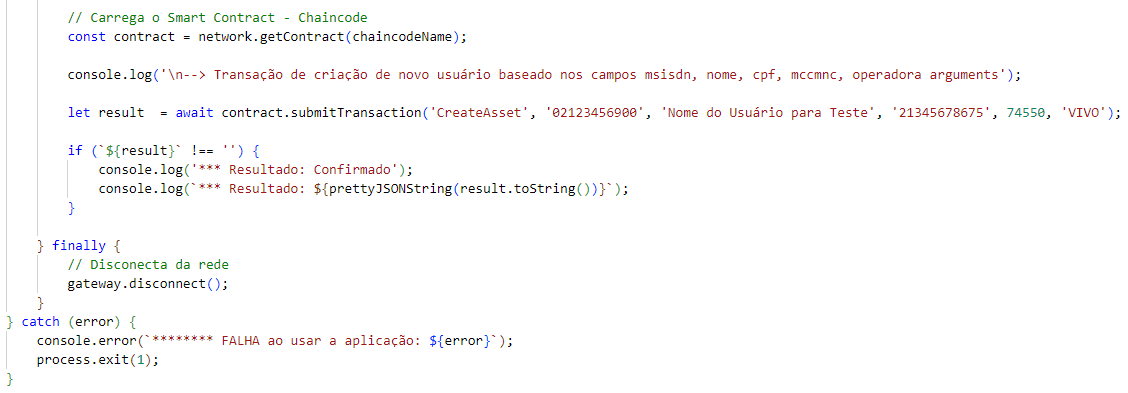 // Carrega o Smart Contract - Chaincode
const contract = network.getContract(chaincodeName);
console.log('\n--> Transação de criação de novo usuário baseado nos campos msisdn, nome, cpf, mccmnc, operadora arguments');
let result  = await contract.submitTransaction('CreateAsset', '02123456900', 'Nome do Usuário para Teste', '21345678675', 74550, 'VIVO');
if (`${result}` !== '') {
console.log('*** Resultado: Confirmado');
console.log(`*** Resultado: ${prettyJSONString(result.toString())}`);
}
} finally {
// Disconecta da rede
gateway.disconnect();
}
} catch (error) {
console.error(`******** FALHA ao usar a aplicação: ${error}`);
process.exit(1);
}